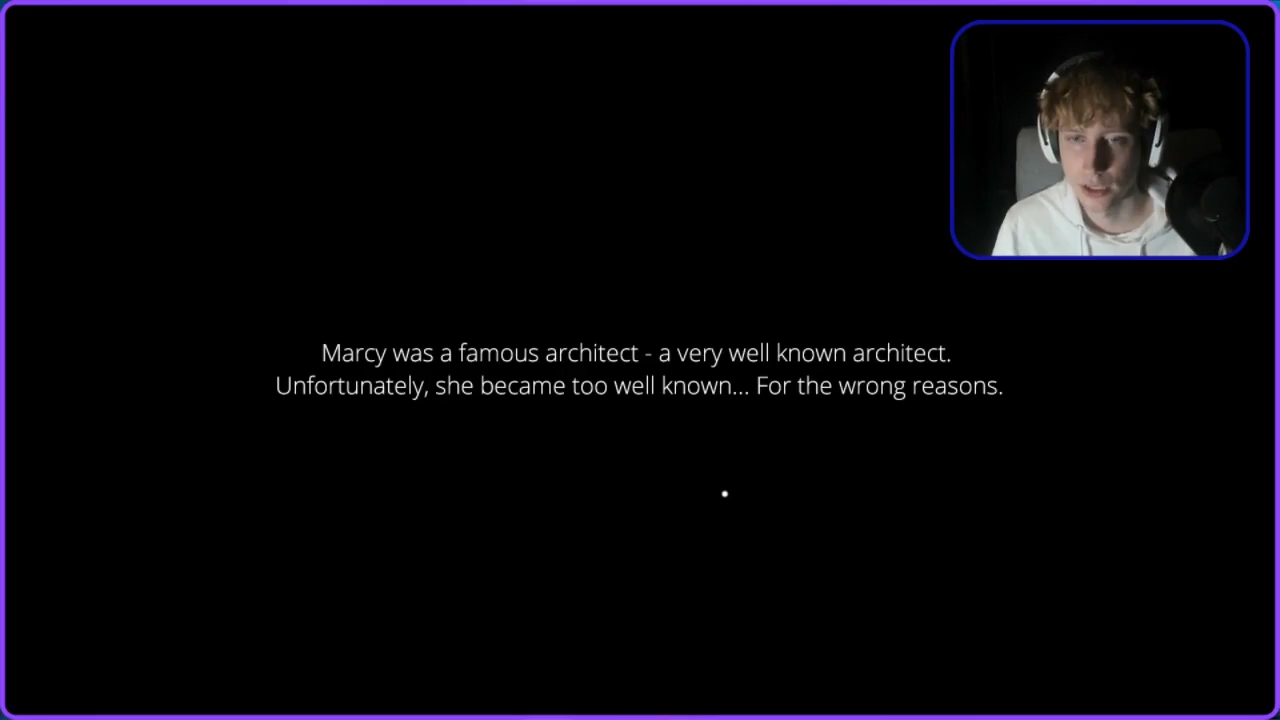 Marcy was a famous architect - a very well known architect.
Unfortunately, she became too well known... For the wrong reasons.